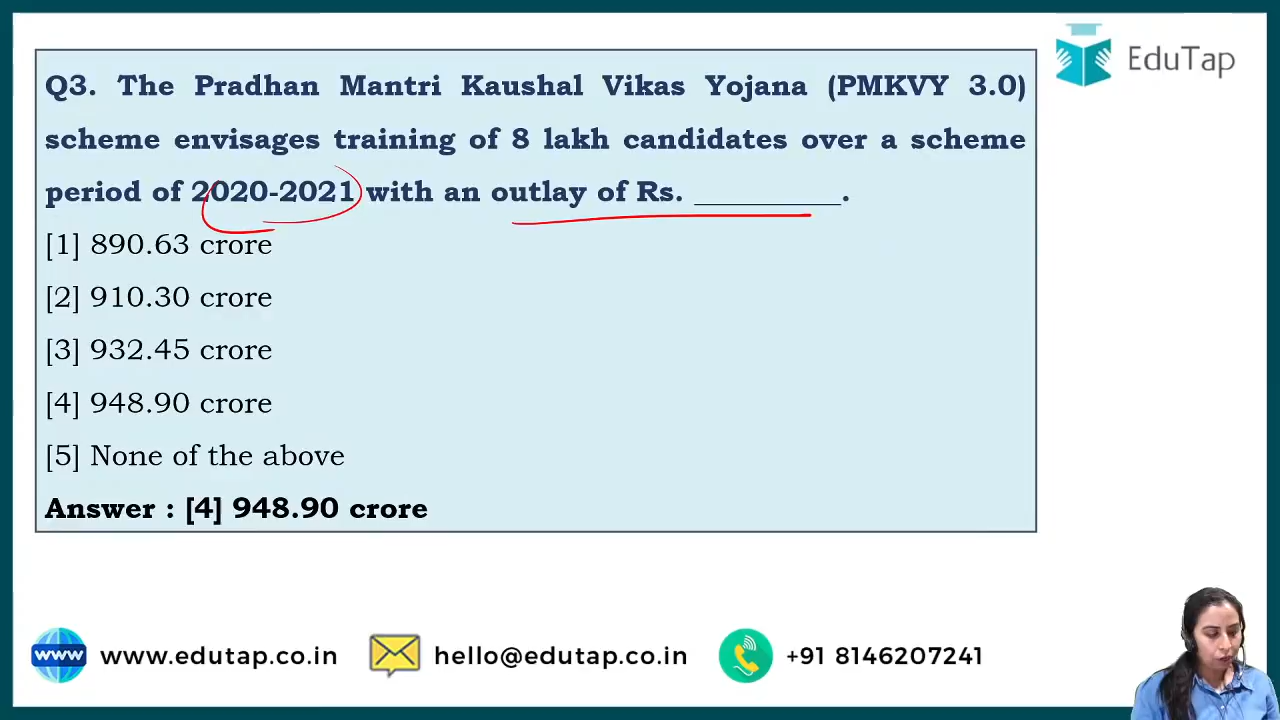 EduTap
Q3. The Pradhan Mantri Kaushal Vikas Yojana (PMKVY 3.0)
scheme envisages training of 8 lakh candidates over a scheme
period of 2020-2021 with an outlay of Rs. __________.
[1] 890.63 crore
[2] 910.30 crore
[3] 932.45 crore
[4] 948.90 crore
[5] None of the above
Answer : [4] 948.90 crore
www www.edutap.co.in hello@edutap.co.in +91 8146207241